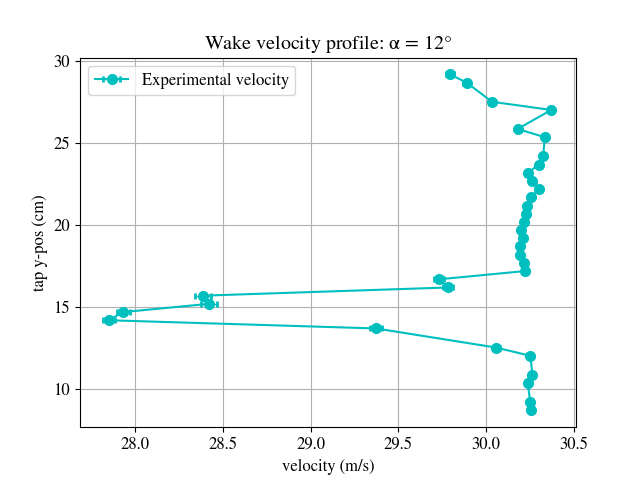 Wake velocity profile: α = 12°
Experimental velocity
tap y-pos (cm)
30
25
20
15
10
28.0 28.5 29.0 29.5 30.0 30.5
velocity (m/s)